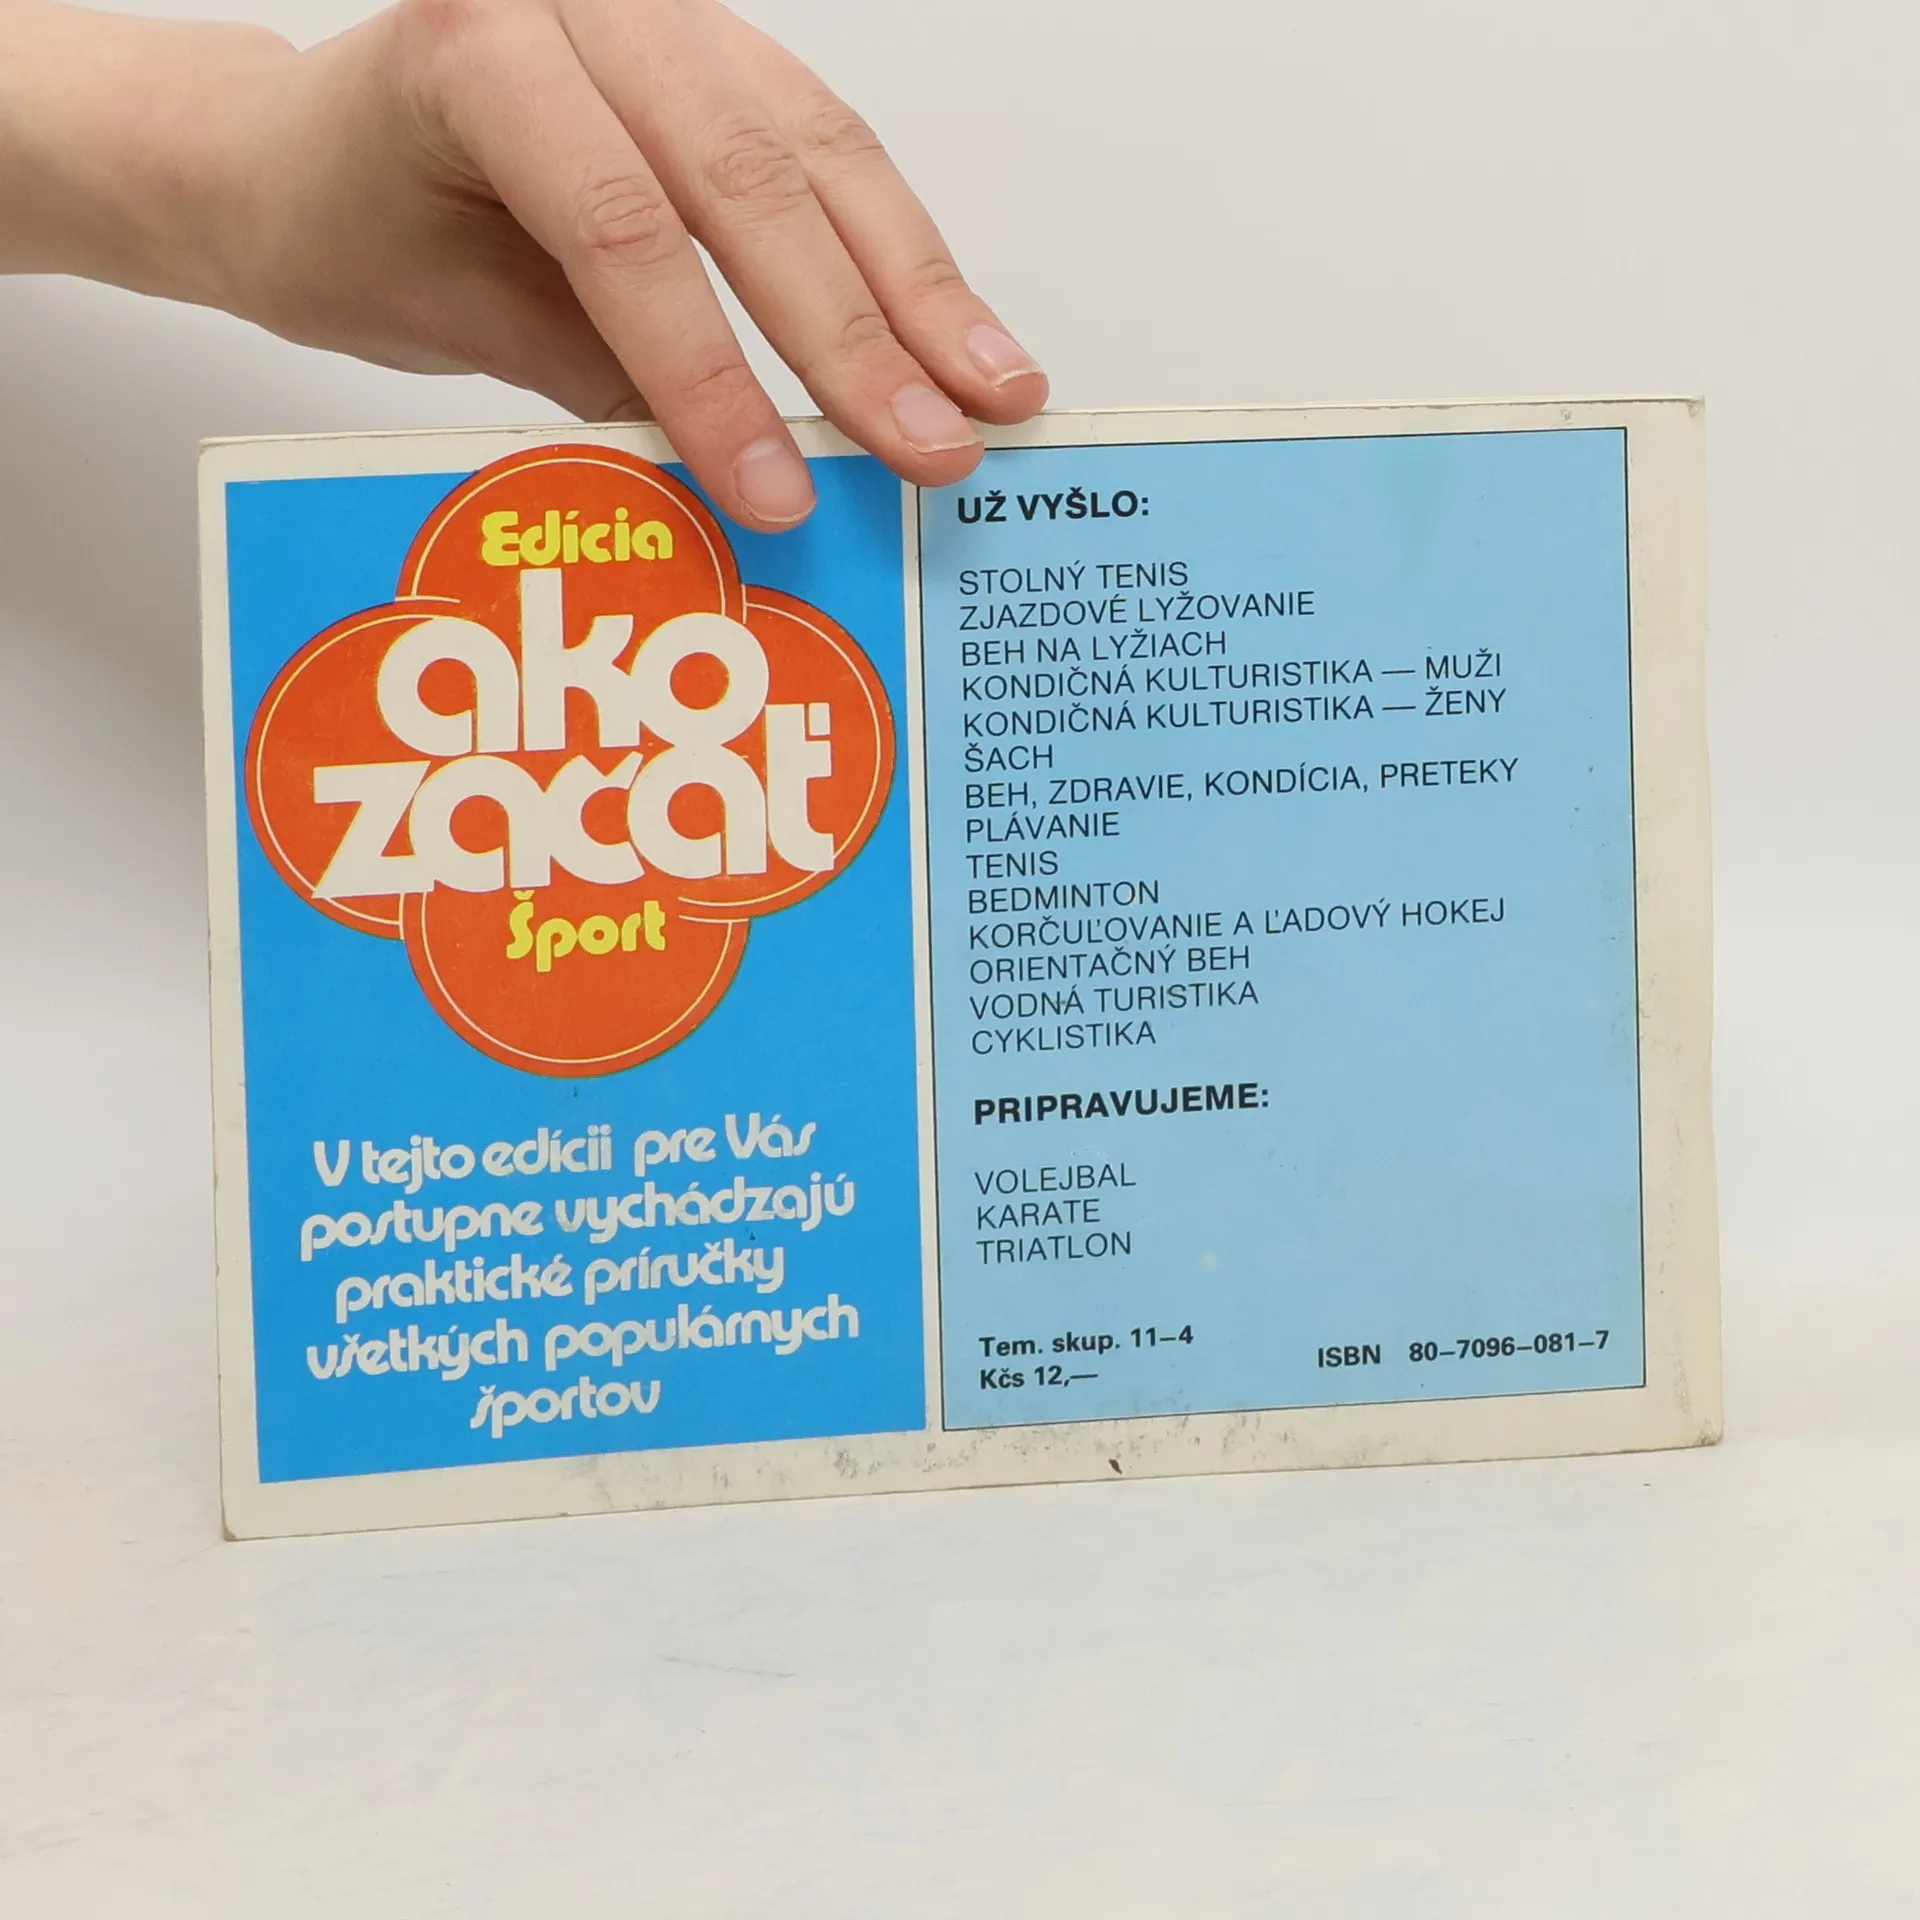 Edícia
ako
začať
Šport
V tejto edícii pre Vás
postupne vychádzajú
praktické príručky
všetkých populárnych
športov
UŽ VYŠLO:
STOLNÝ TENIS
ZJAZDOVÉ LYŽOVANIE
BEH NA LYŽIACH
KONDIČNÁ KULTURISTIKA — MUŽI
KONDIČNÁ KULTURISTIKA — ŽENY
ŠACH
BEH, ZDRAVIE, KONDÍCIA, PRETEKY
PLÁVANIE
TENIS
BEDMINTON
KORČUĽOVANIE A ĽADOVÝ HOKEJ
ORIENTAČNÝ BEH
VODNÁ TURISTIKA
CYKLISTIKA
PRIPRAVUJEME:
VOLEJBAL
KARATE
TRIATLON
Tem. skup. 11–4
Kčs 12,—
ISBN 80–7096–081–7